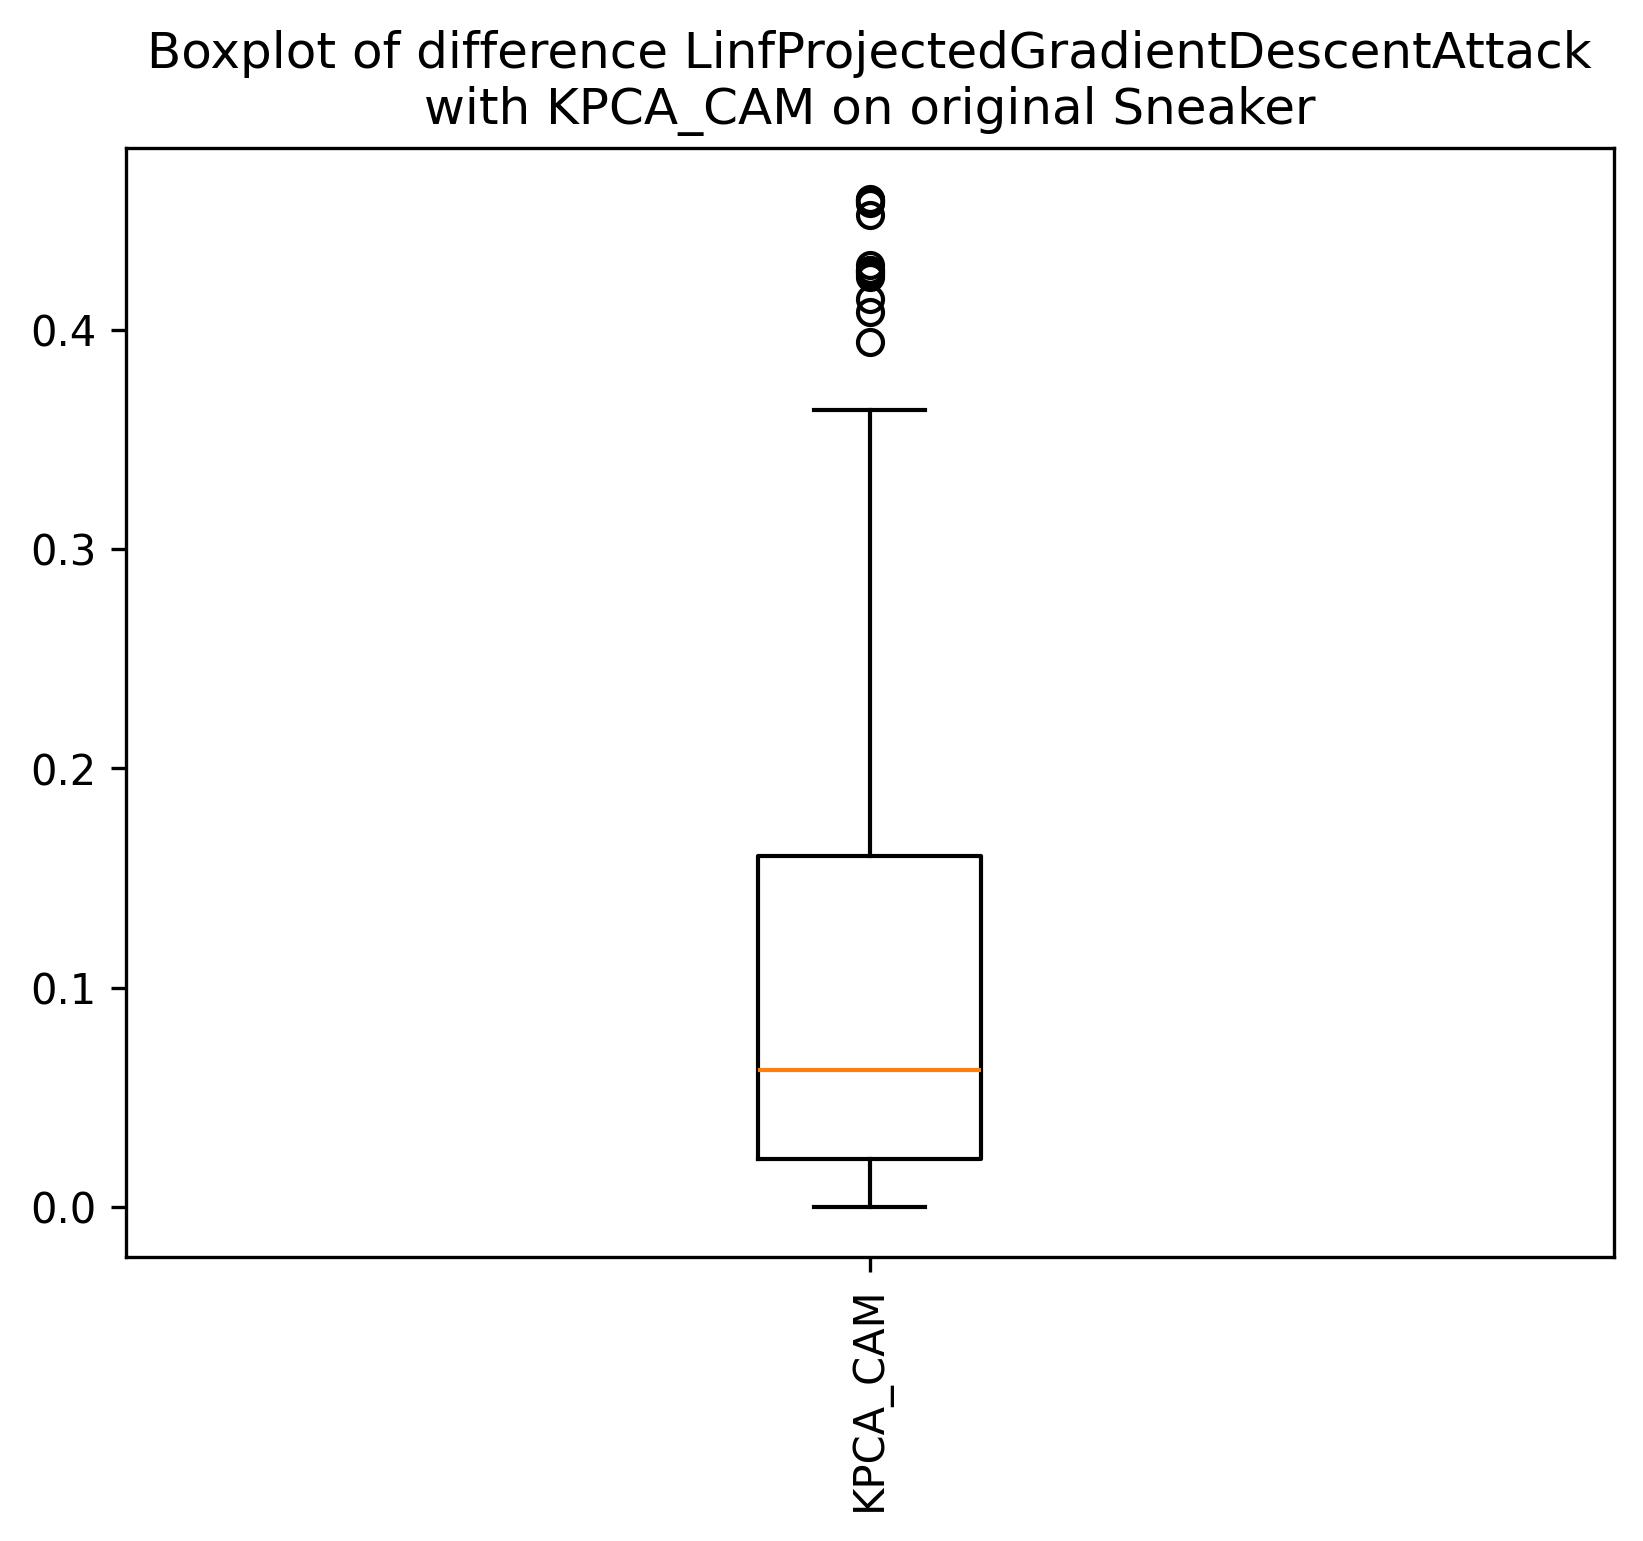 Boxplot of difference LinfProjectedGradientDescentAttack
with KPCA_CAM on original Sneaker
0.4
0.3
0.2
0.1
0.0
KPCA_CAM